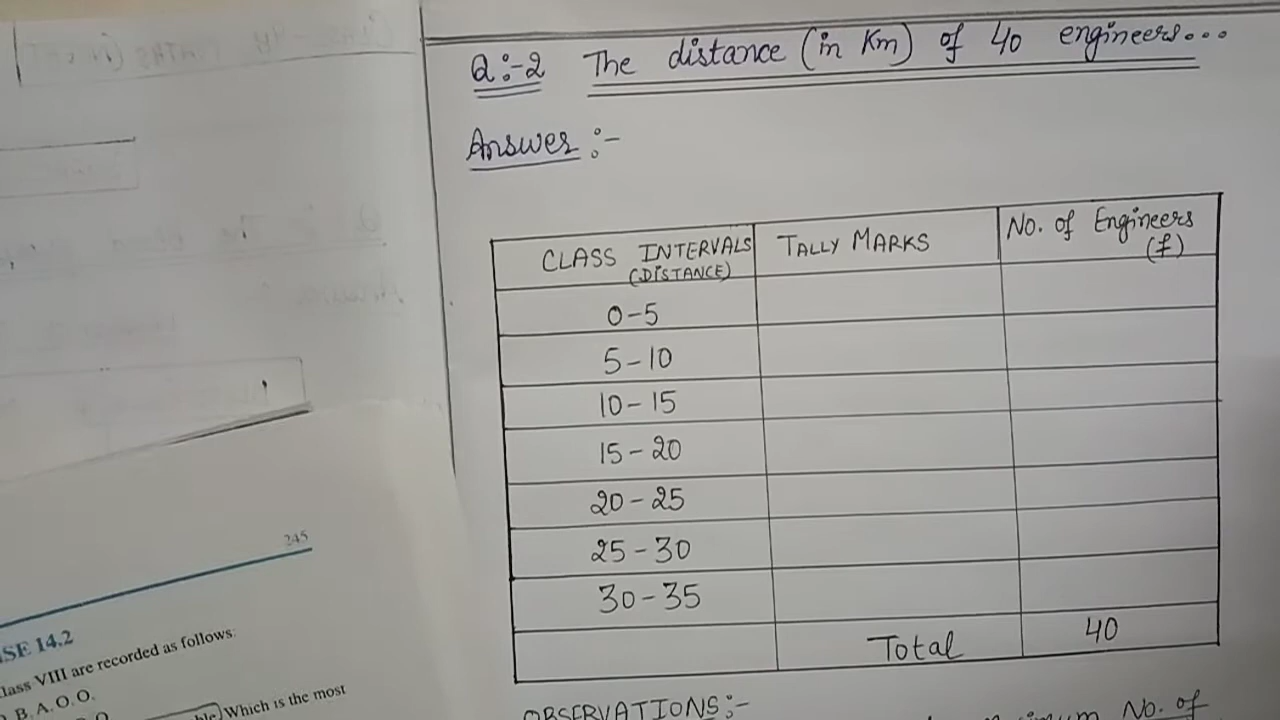 Q:-2 The distance (in Km) of 40 engineers...
Answer :-
CLASS INTERVALS (DISTANCE) TALLY MARKS No. of Engineers (f)
0-5
5-10
10-15
15-20
20-25
25-30
30-35
Total 40
OBSERVATIONS:-
No. of
245
SE 14.2
lass VIII are recorded as follows:
B. A. O. O.
Which is the most